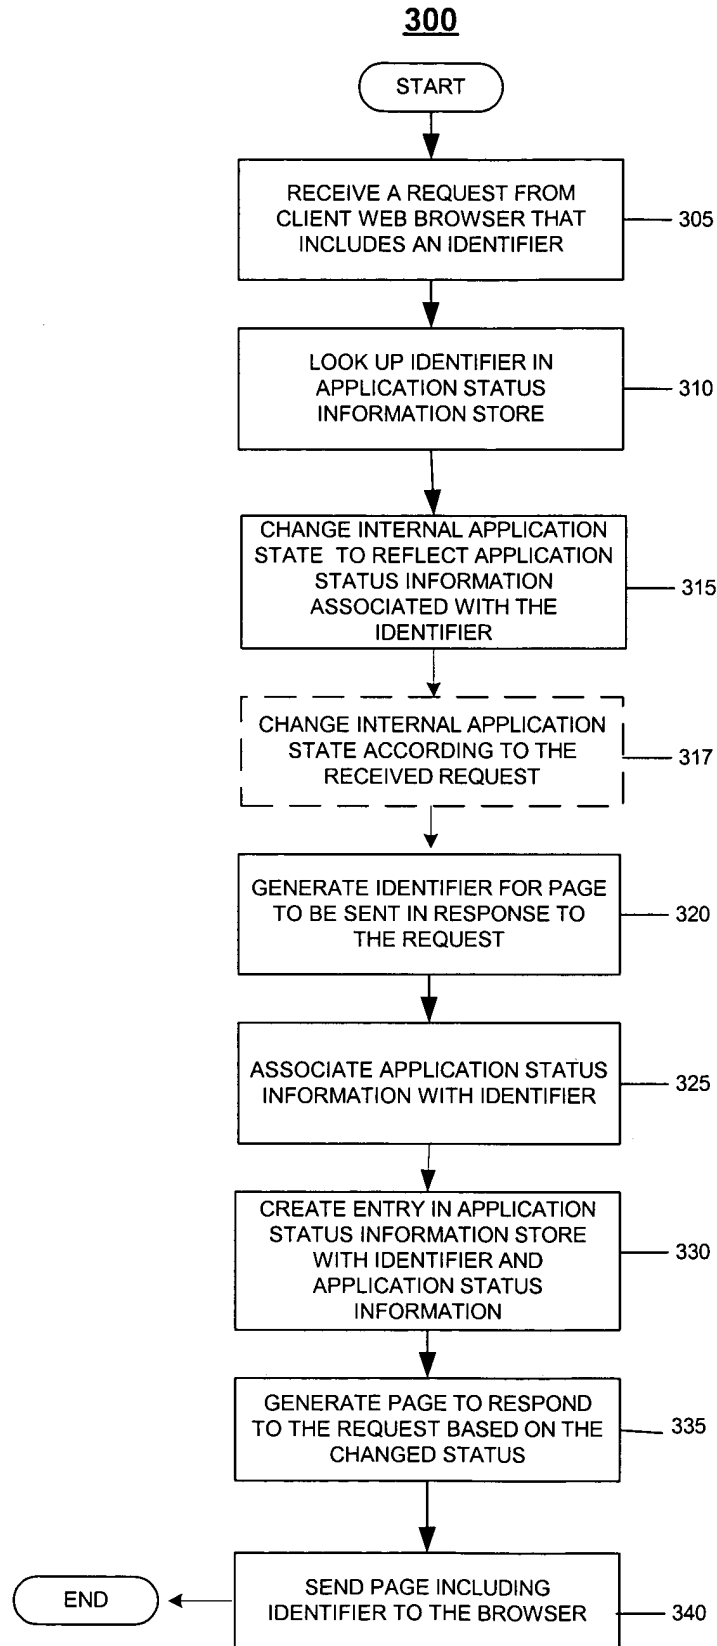 300
START
RECEIVE A REQUEST FROM
CLIENT WEB BROWSER THAT
INCLUDES AN IDENTIFIER
305
LOOK UP IDENTIFIER IN
APPLICATION STATUS
INFORMATION STORE
310
CHANGE INTERNAL APPLICATION
STATE TO REFLECT APPLICATION
STATUS INFORMATION
ASSOCIATED WITH THE
IDENTIFIER
315
CHANGE INTERNAL APPLICATION
STATE ACCORDING TO THE
RECEIVED REQUEST
317
GENERATE IDENTIFIER FOR PAGE
TO BE SENT IN RESPONSE TO
THE REQUEST
320
ASSOCIATE APPLICATION STATUS
INFORMATION WITH IDENTIFIER
325
CREATE ENTRY IN APPLICATION
STATUS INFORMATION STORE
WITH IDENTIFIER AND
APPLICATION STATUS
INFORMATION
330
GENERATE PAGE TO RESPOND
TO THE REQUEST BASED ON THE
CHANGED STATUS
335
SEND PAGE INCLUDING
IDENTIFIER TO THE BROWSER
340
END